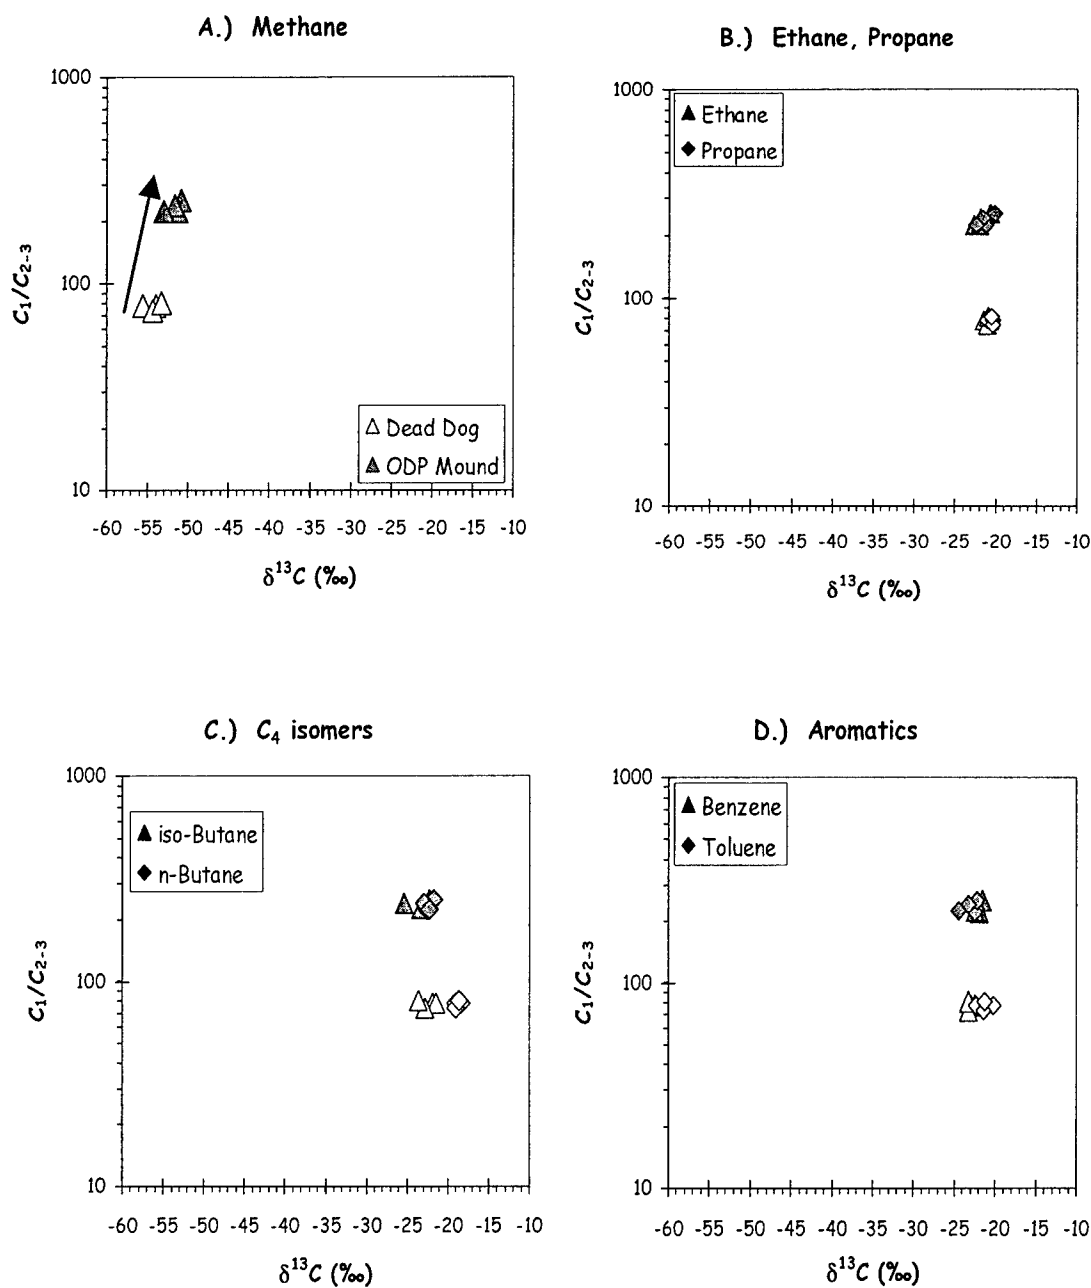 A.) Methane
1000
100
10
C₁/C₂₋₃
△ Dead Dog
▲ ODP Mound
-60 -55 -50 -45 -40 -35 -30 -25 -20 -15 -10
δ¹³C (‰)
B.) Ethane, Propane
1000
100
10
C₁/C₂₋₃
▲ Ethane
◆ Propane
-60 -55 -50 -45 -40 -35 -30 -25 -20 -15 -10
δ¹³C (‰)
C.) C₄ isomers
1000
100
10
C₁/C₂₋₃
▲ iso-Butane
◆ n-Butane
-60 -55 -50 -45 -40 -35 -30 -25 -20 -15 -10
δ¹³C (‰)
D.) Aromatics
1000
100
10
C₁/C₂₋₃
▲ Benzene
◆ Toluene
-60 -55 -50 -45 -40 -35 -30 -25 -20 -15 -10
δ¹³C (‰)